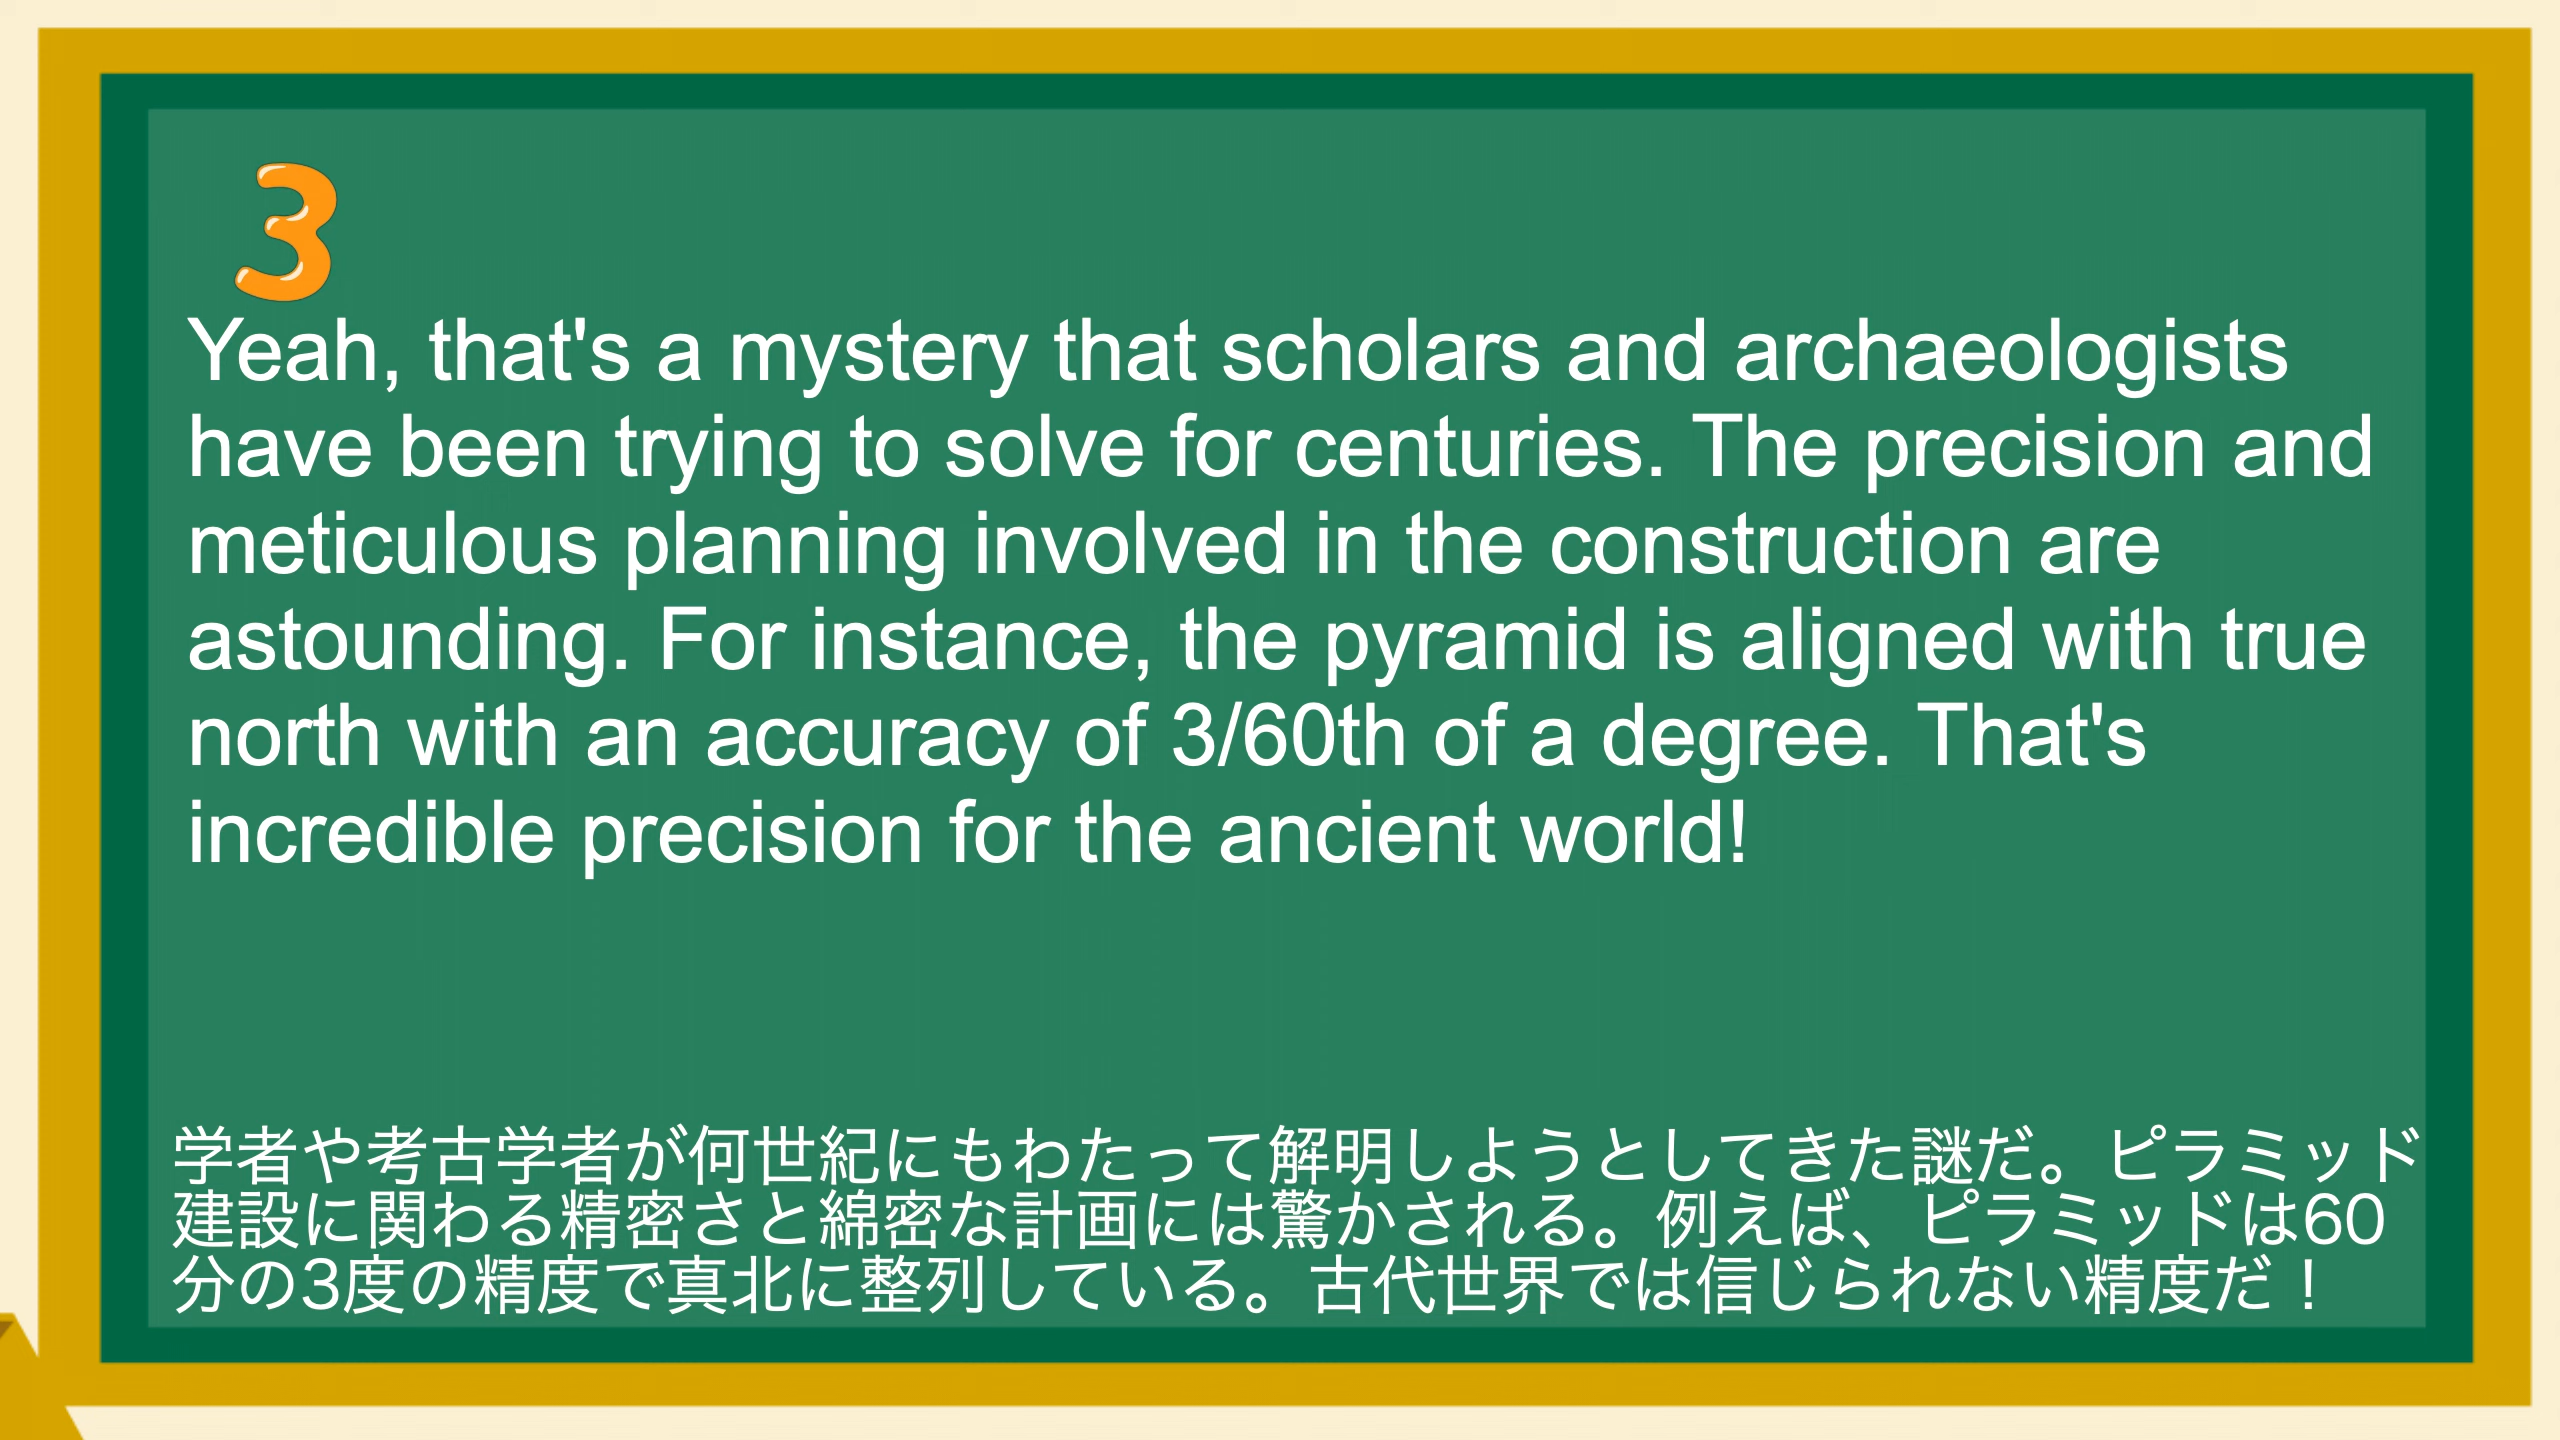 3
Yeah, that's a mystery that scholars and archaeologists
have been trying to solve for centuries. The precision and
meticulous planning involved in the construction are
astounding. For instance, the pyramid is aligned with true
north with an accuracy of 3/60th of a degree. That's
incredible precision for the ancient world!
学者や考古学者が何世紀にもわたって解明しようとしてきた謎だ。ピラミッド
建設に関わる精密さと綿密な計画には驚かされる。例えば、ピラミッドは60
分の3度の精度で真北に整列している。古代世界では信じられない精度だ！